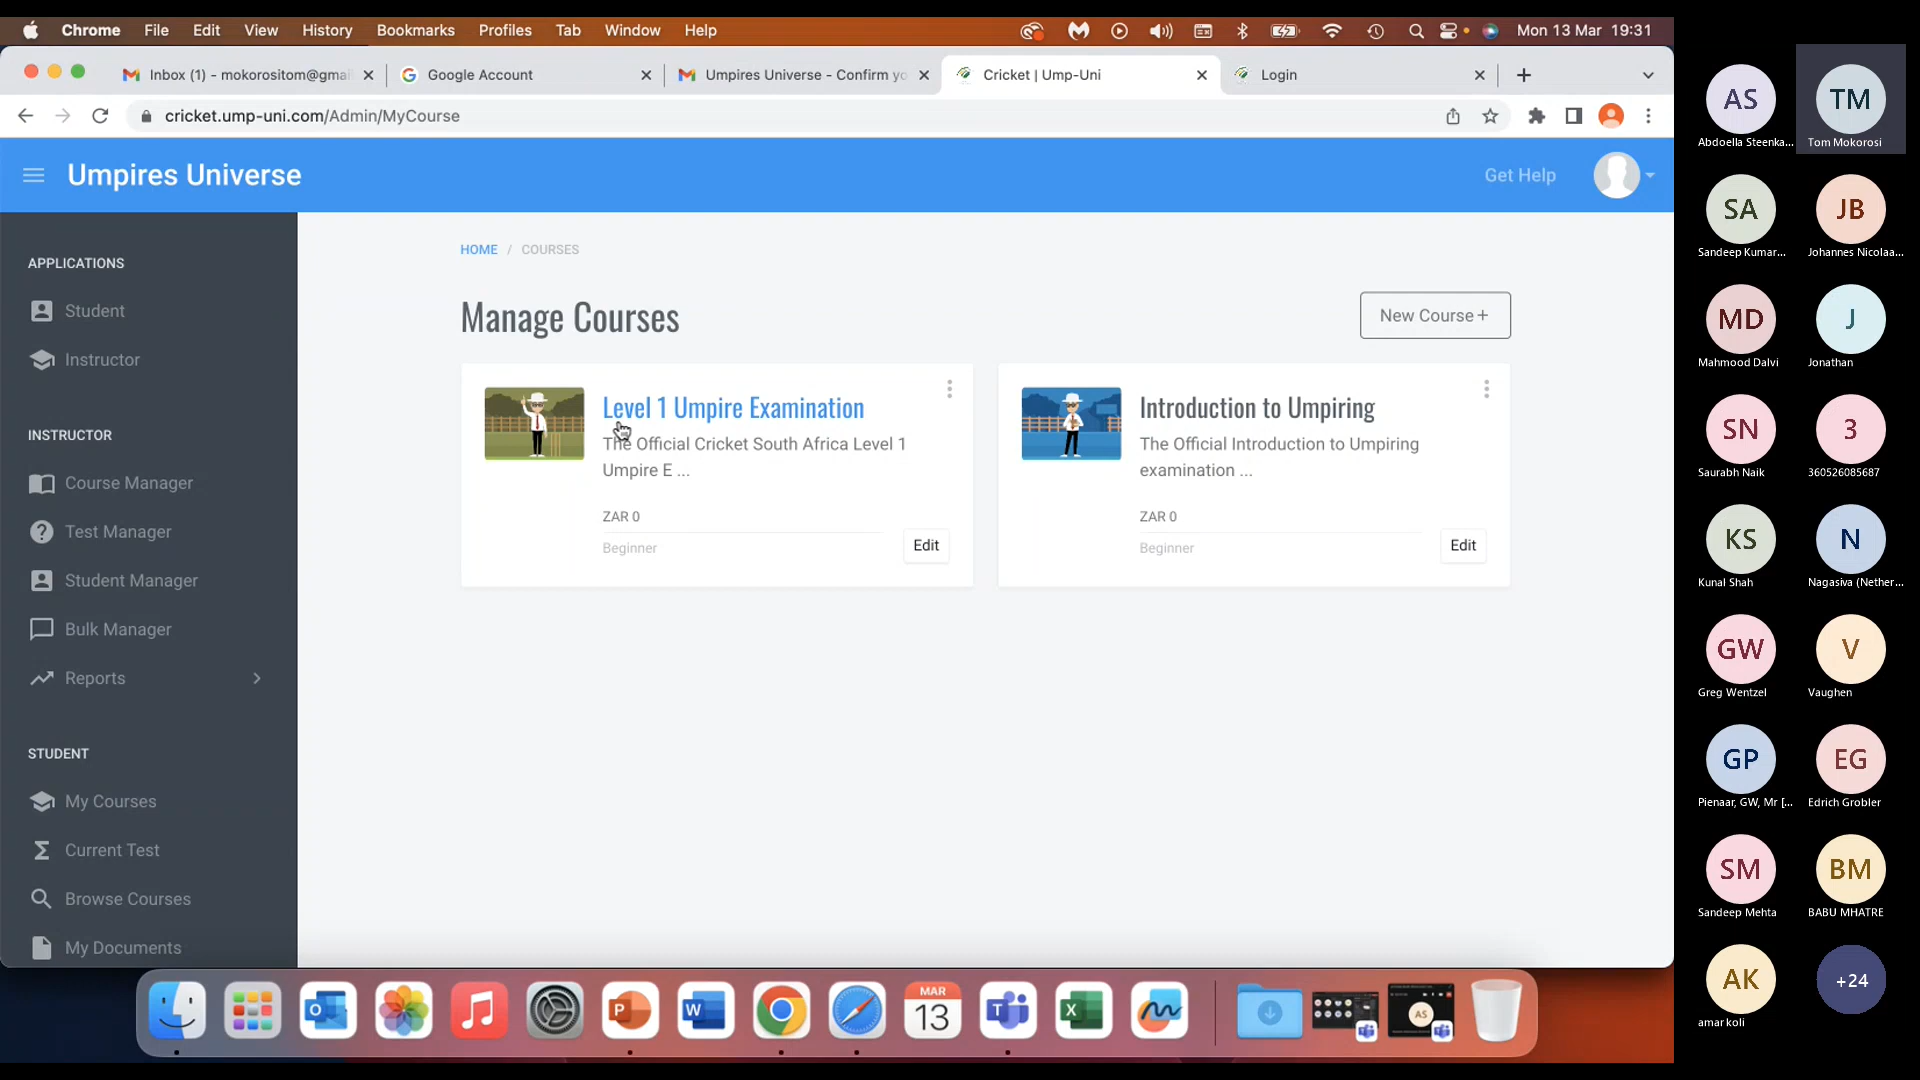 Chrome File Edit View History Bookmarks Profiles Tab Window Help Mon 13 Mar 19:31
Inbox (1) - mokorositom@gmai Google Account Umpires Universe - Confirm yo Cricket | Ump-Uni Login
cricket.ump-uni.com/Admin/MyCourse
Umpires Universe
Get Help
APPLICATIONS
Student
Instructor
INSTRUCTOR
Course Manager
Test Manager
Student Manager
Bulk Manager
Reports
STUDENT
My Courses
Current Test
Browse Courses
My Documents
HOME / COURSES
Manage Courses
New Course+
Level 1 Umpire Examination
The Official Cricket South Africa Level 1
Umpire E ...
ZAR 0
Beginner
Edit
Introduction to Umpiring
The Official Introduction to Umpiring
examination ...
ZAR 0
Beginner
Edit
MAR
13
AS
AS TM
Abdoella Steenka... Tom Mokorosi
SA JB
Sandeep Kumar... Johannes Nicolaa...
MD J
Mahmood Dalvi Jonathan
SN 3
Saurabh Naik 360526085687
KS N
Kunal Shah Nagasiva (Nether...
GW V
Greg Wentzel Vaughen
GP EG
Pienaar, GW, Mr [... Edrich Grobler
SM BM
Sandeep Mehta BABU MHATRE
AK +24
amar koli